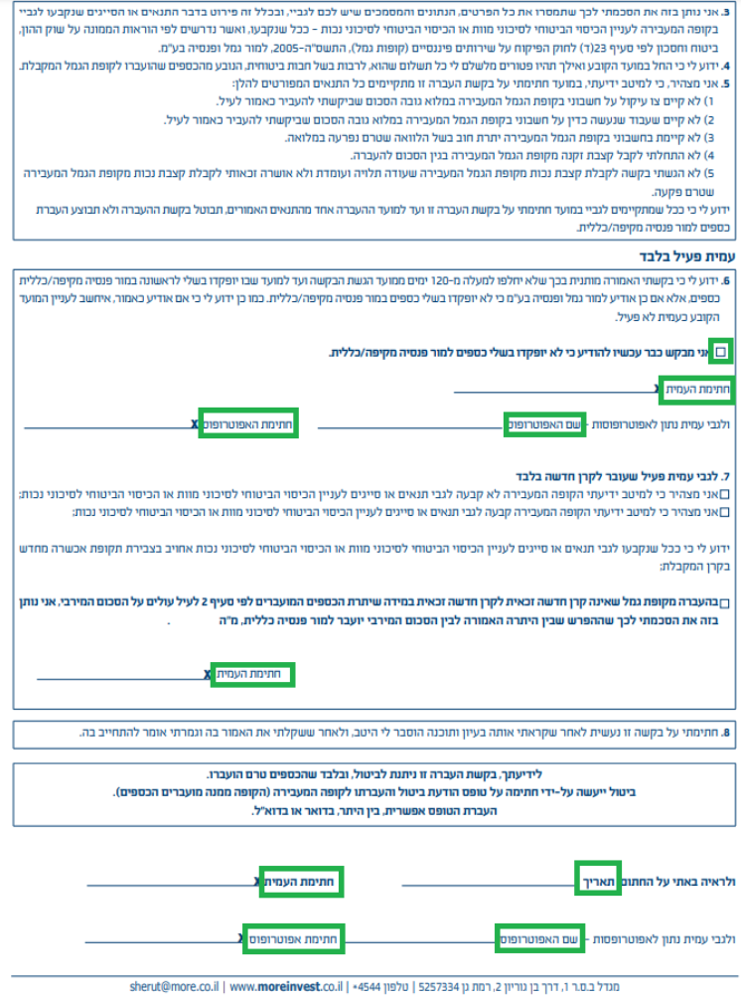 3. אני נותן בזה את הסכמתי לכך שתמסרו את כל הפרטים, הנתונים והמסמכים שיש לכם לגביי, ובכלל זה פירוט בדבר התנאים או הסייגים שנקבעו לגביי
בקופה המעבירה לעניין הכיסוי הביטוחי לסיכוני מוות או הכיסוי הביטוחי לסיכוני נכות - ככל שנקבעו, ואשר נדרשים לפי הוראות הממונה על שוק ההון,
ביטוח וחסכון לפי סעיף 23(ד) לחוק הפיקוח על שירותים פיננסיים (קופות גמל), התשס"ה-2005, למור גמל ופנסיה בע"מ.
4. ידוע לי כי החל במועד הקובע ואילך תהיו פטורים מלשלם לי כל תשלום שהוא, לרבות בשל חבות ביטוחית, הנובע מהכספים שהועברו לקופת הגמל המקבלת.
5. אני מצהיר, כי למיטב ידיעתי, במועד חתימתי על בקשת העברה זו מתקיימים כל התנאים המפורטים להלן:
1) לא קיים צו עיקול על חשבוני בקופת הגמל המעבירה במלוא גובה הסכום שביקשתי להעביר כאמור לעיל.
2) לא קיים שעבוד שנעשה כדין על חשבוני בקופת הגמל המעבירה במלוא גובה הסכום שביקשתי להעביר כאמור לעיל.
3) לא קיימת בחשבוני בקופת הגמל המעבירה יתרת חוב בשל הלוואה שטרם נפרעה במלואה.
4) לא התחלתי לקבל קצבת זקנה מקופת הגמל המעבירה בגין הסכום להעברה.
5) לא הגשתי בקשה לקבלת קצבת נכות מקופת הגמל המעבירה שעודה תלויה ועומדת ולא אושרה זכאותי לקבלת קצבת נכות מקופת הגמל המעבירה
שטרם פקעה.
ידוע לי כי ככל שמתקיימים לגביי במועד חתימתי על בקשת העברה זו ועד למועד ההעברה אחד מהתנאים האמורים, תבוטל בקשת ההעברה ולא תבוצע העברת
כספים למור פנסיה מקיפה/כללית.
עמית פעיל בלבד
6. ידוע לי כי בקשתי האמורה מותנית בכך שלא יחלפו למעלה מ-120 ימים ממועד הגשת הבקשה ועד למועד שבו יופקדו בשלי לראשונה במור פנסיה מקיפה/כללית
כספים, אלא אם כן אודיע למור גמל ופנסיה בע"מ כי לא יופקדו בשלי כספים במור פנסיה מקיפה/כללית. כמו כן ידוע לי כי אם אודיע כאמור, איחשב לעניין המועד
הקובע כעמית לא פעיל.
☐ אני מבקש כבר עכשיו להודיע כי לא יופקדו בשלי כספים למור פנסיה מקיפה/כללית.
חתימת העמית X
ולגבי עמית נתון לאפוטרופסות - שם האפוטרופוס חתימת האפוטרופוס X
7. לגבי עמית פעיל שעובר לקרן חדשה בלבד
☐ אני מצהיר כי למיטב ידיעתי הקופה המעבירה לא קבעה לגבי תנאים או סייגים לעניין הכיסוי הביטוחי לסיכוני מוות או הכיסוי הביטוחי לסיכוני נכות;
☐ אני מצהיר כי למיטב ידיעתי הקופה המעבירה קבעה לגבי תנאים או סייגים לעניין הכיסוי הביטוחי לסיכוני מוות או הכיסוי הביטוחי לסיכוני נכות;
ידוע לי כי ככל שנקבעו לגבי תנאים או סייגים לעניין הכיסוי הביטוחי לסיכוני מוות או הכיסוי הביטוחי לסיכוני נכות אחויב בצבירת תקופת אכשרה מחדש
בקרן המקבלת;
☐ בהעברה מקופת גמל שאינה קרן חדשה זכאית לקרן חדשה זכאית במידה שיתרת הכספים המועברים לפי סעיף 2 לעיל עולים על הסכום המירבי, אני נותן
בזה את הסכמתי לכך שההפרש שבין היתרה האמורה לבין הסכום המירבי יועבר למור פנסיה כללית, מ"ה .
חתימת העמית X
8. חתימתי על בקשה זו נעשית לאחר שקראתי אותה בעיון ותוכנה הוסבר לי היטב, ולאחר ששקלתי את האמור בה וגמרתי אומר להתחייב בה.
לידיעתך, בקשת העברה זו ניתנת לביטול, ובלבד שהכספים טרם הועברו.
ביטול ייעשה על-ידי חתימה על טופס הודעת ביטול והעברתו לקופה המעבירה (הקופה ממנה מועברים הכספים).
העברת הטופס אפשרית, בין היתר, בדואר או בדוא"ל.
ולראיה באתי על החתום תאריך חתימת העמית X
ולגבי עמית נתון לאפוטרופסות - שם האפוטרופוס חתימת אפוטרופוס X
מגדל ב.ס.ר 1, דרך בן גוריון 2, רמת גן 5257334 | טלפון 4544* | sherut@more.co.il | www.moreinvest.co.il